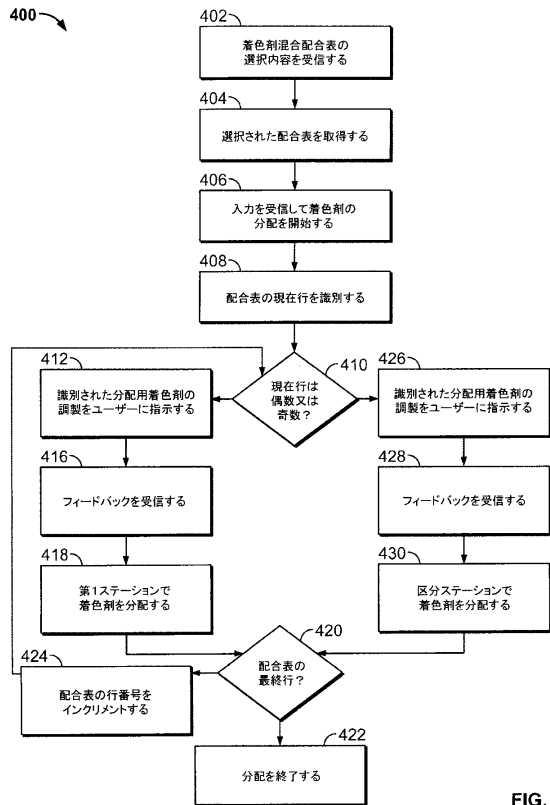 400
402
着色剤混合配合表の
選択内容を受信する
404
選択された配合表を取得する
406
入力を受信して着色剤の
分配を開始する
408
配合表の現在行を識別する
410
現在行は
偶数又は
奇数?
412
識別された分配用着色剤の
調製をユーザーに指示する
426
識別された分配用着色剤の
調製をユーザーに指示する
416
フィードバックを受信する
428
フィードバックを受信する
418
第1ステーションで
着色剤を分配する
430
区分ステーションで
着色剤を分配する
420
配合表の
最終行?
424
配合表の行番号を
インクリメントする
422
分配を終了する
FIG.